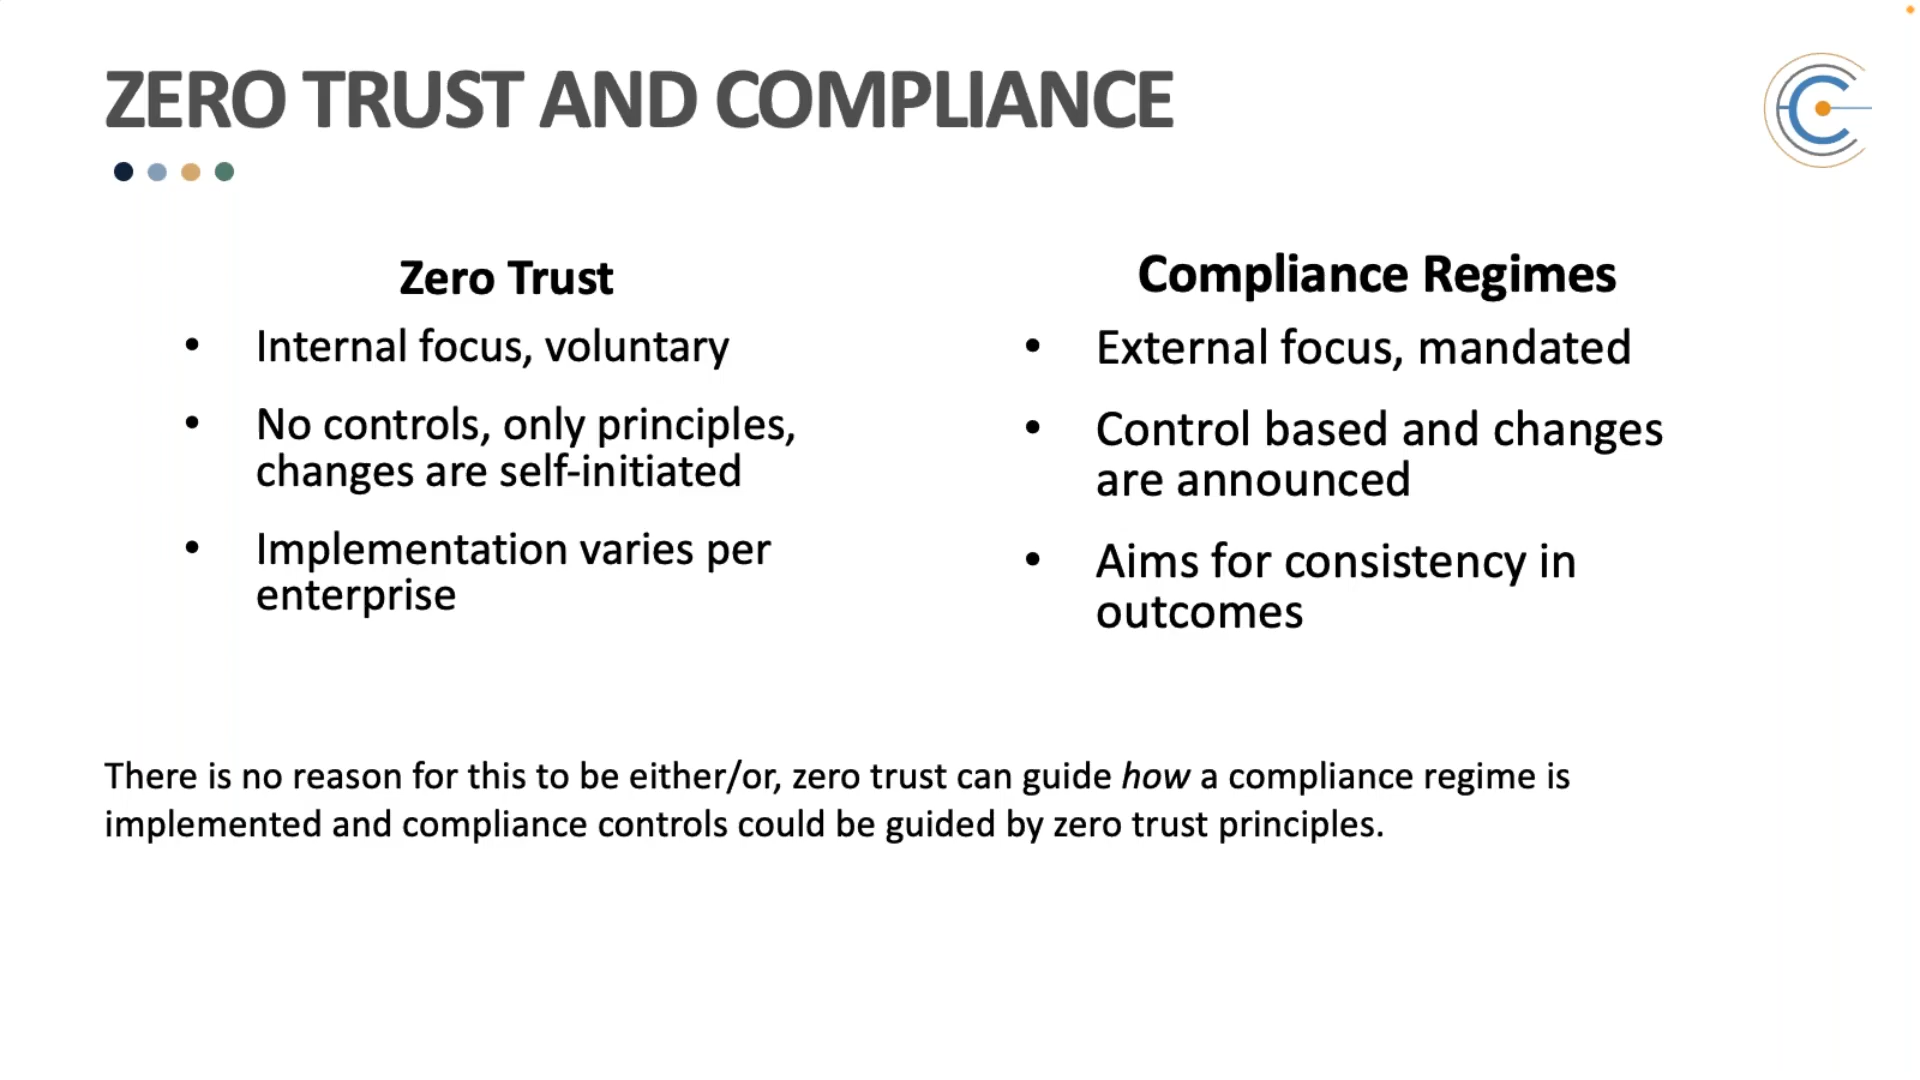 ZERO TRUST AND COMPLIANCE
Zero Trust
• Internal focus, voluntary
• No controls, only principles,
changes are self-initiated
• Implementation varies per
enterprise
Compliance Regimes
• External focus, mandated
• Control based and changes
are announced
• Aims for consistency in
outcomes
There is no reason for this to be either/or, zero trust can guide how a compliance regime is
implemented and compliance controls could be guided by zero trust principles.